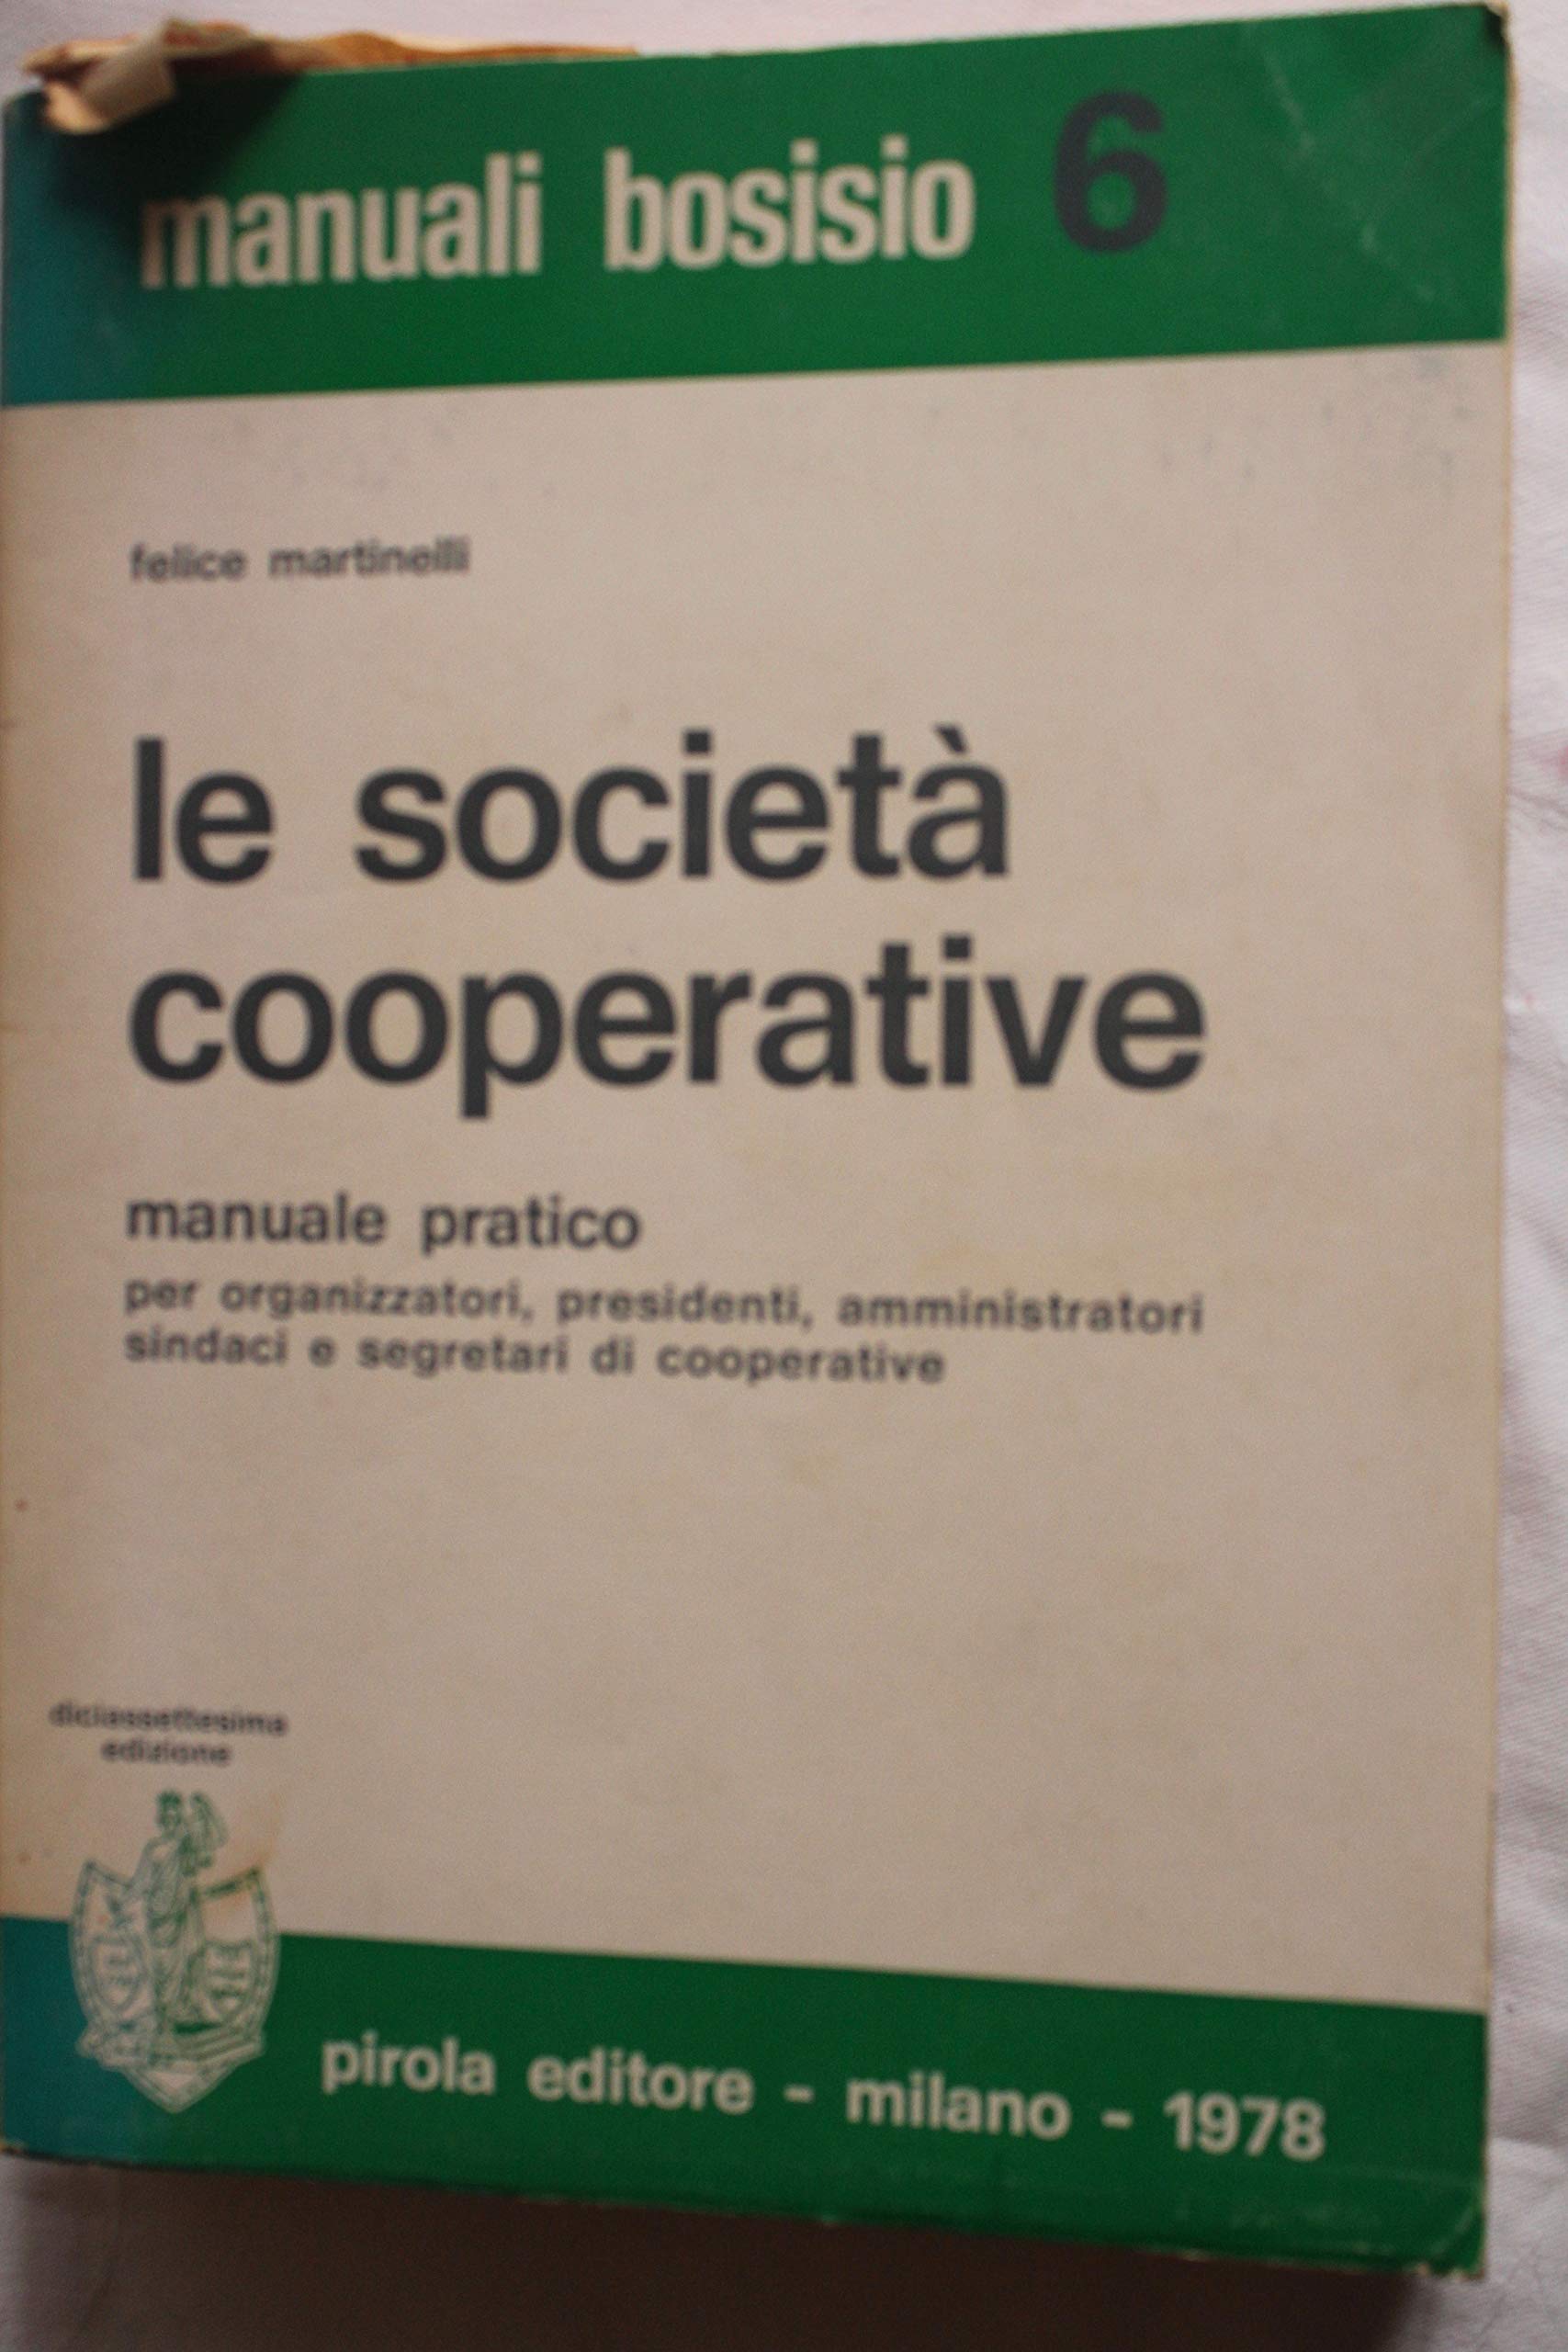 manuali bosisio 6
felice martinelli
le società
cooperative
manuale pratico
per organizzatori, presidenti, amministratori
sindaci e segretari di cooperative
diciassettesima
edizione
pirola editore - milano - 1978